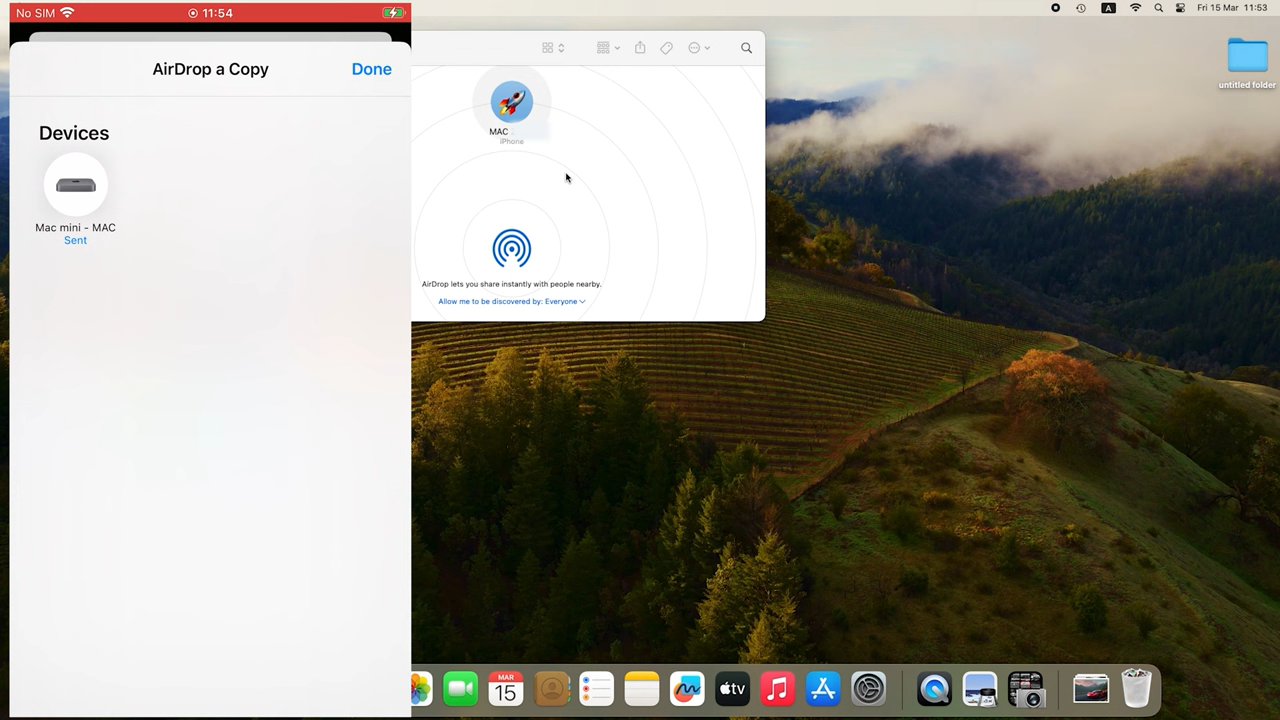 No SIM
11:54
AirDrop a Copy
Done
Devices
Mac mini - MAC
Sent
MAC
iPhone
AirDrop lets you share instantly with people nearby.
Allow me to be discovered by: Everyone
A
Fri 15 Mar 11:53
untitled folder
MAR
15
tv